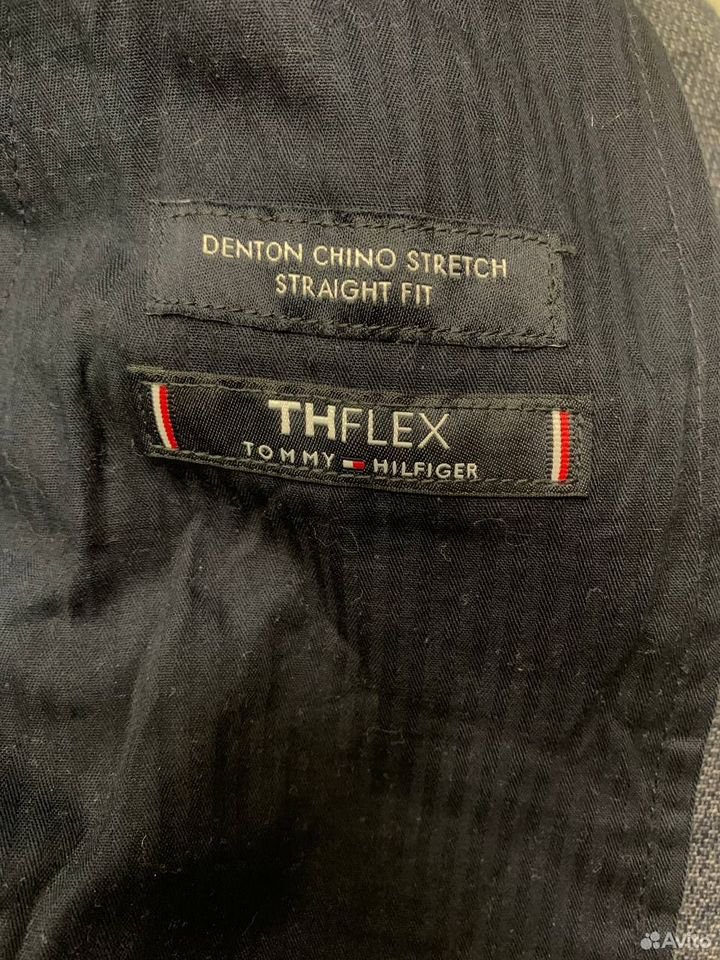 DENTON CHINO STRETCH
STRAIGHT FIT
THFLEX
TOMMY HILFIGER
Avito